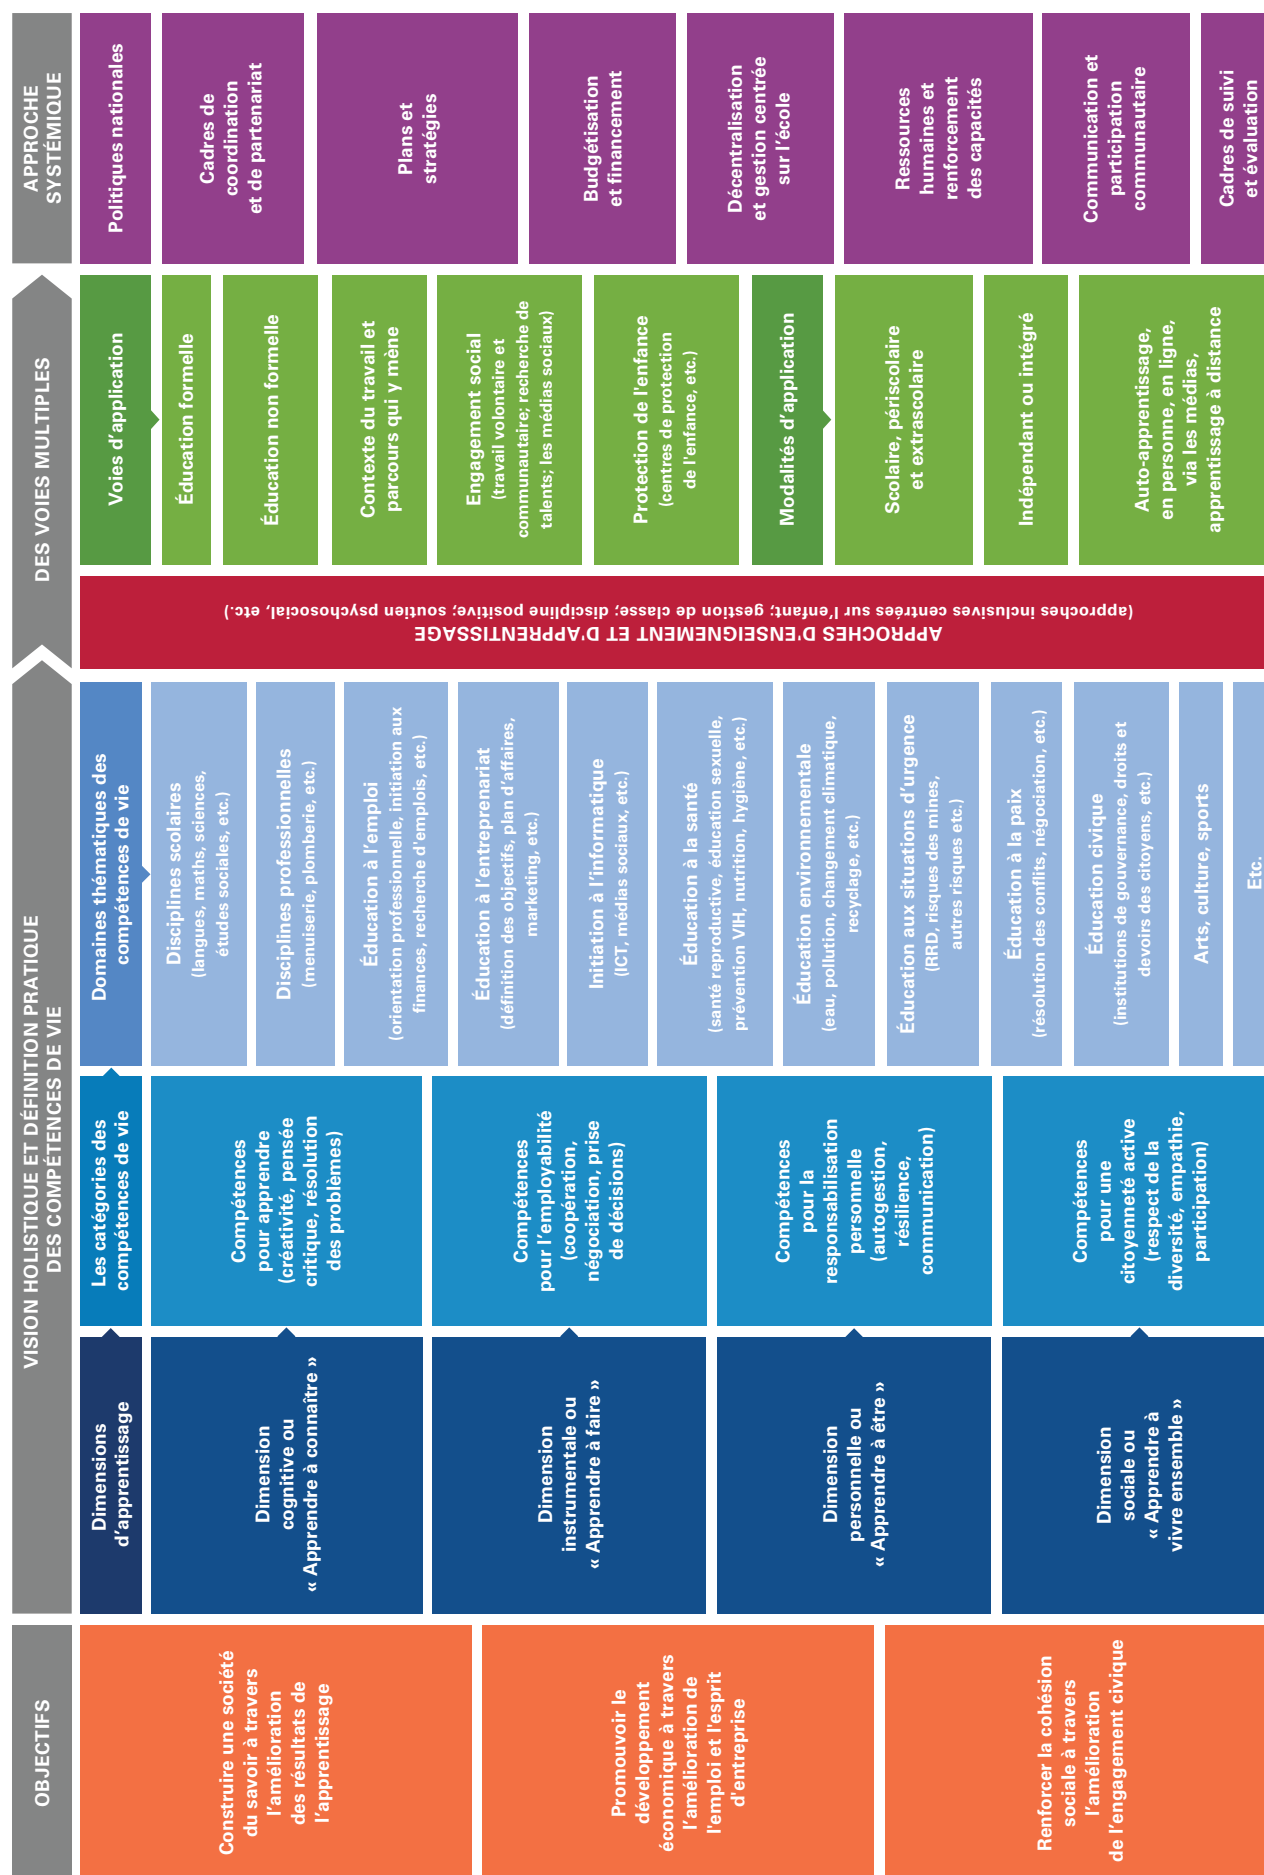 OBJECTIFS
Construire une société
du savoir à travers
l'amélioration
des résultats de
l'apprentissage
Promouvoir le
développement
économique à travers
l'amélioration de
l'emploi et l'esprit
d'entreprise
Renforcer la cohésion
sociale à travers
l'amélioration
de l'engagement civique
VISION HOLISTIQUE ET DÉFINITION PRATIQUE
DES COMPÉTENCES DE VIE
Dimensions
d'apprentissage
Dimension
cognitive ou
« Apprendre à connaître »
Dimension
instrumentale ou
« Apprendre à faire »
Dimension
personnelle ou
« Apprendre à être »
Dimension
sociale ou
« Apprendre à
vivre ensemble »
Les catégories des
compétences de vie
Compétences
pour apprendre
(créativité, pensée
critique, résolution
des problèmes)
Compétences
pour l'employabilité
(coopération,
négociation, prise
de décisions)
Compétences
pour la
responsabilisation
personnelle
(autogestion,
résilience,
communication)
Compétences
pour une
citoyenneté active
(respect de la
diversité, empathie,
participation)
Domaines thématiques des
compétences de vie
Disciplines scolaires
(langues, maths, sciences,
études sociales, etc.)
Disciplines professionnelles
(menuiserie, plomberie, etc.)
Éducation à l'emploi
(orientation professionnelle, initiation aux
finances, recherche d'emplois, etc.)
Éducation à l'entreprenariat
(définition des objectifs, plan d'affaires,
marketing, etc.)
Initiation à l'informatique
(ICT, médias sociaux, etc.)
Éducation à la santé
(santé reproductive, éducation sexuelle,
prévention VIH, nutrition, hygiène, etc.)
Éducation environnementale
(eau, pollution, changement climatique,
recyclage, etc.)
Éducation aux situations d'urgence
(RRD, risques des mines,
autres risques etc.)
Éducation à la paix
(résolution des conflits, négociation, etc.)
Éducation civique
(institutions de gouvernance, droits et
devoirs des citoyens, etc.)
Arts, culture, sports
Etc.
APPROCHES D'ENSEIGNEMENT ET D'APPRENTISSAGE
(approches inclusives centrées sur l'enfant; gestion de classe; discipline positive; soutien psychosocial, etc.)
DES VOIES MULTIPLES
Voies d'application
Éducation formelle
Éducation non formelle
Contexte du travail et
parcours qui y mène
Engagement social
(travail volontaire et
communautaire; recherche de
talents; les médias sociaux)
Protection de l'enfance
(centres de protection
de l'enfance, etc.)
Modalités d'application
Scolaire, périscolaire
et extrascolaire
Indépendant ou intégré
Auto-apprentissage,
en personne, en ligne,
via les médias,
apprentissage à distance
APPROCHE
SYSTÉMIQUE
Politiques nationales
Cadres de
coordination
et de partenariat
Plans et
stratégies
Budgétisation
et financement
Décentralisation
et gestion centrée
sur l'école
Ressources
humaines et
renforcement
des capacités
Communication et
participation
communautaire
Cadres de suivi
et évaluation